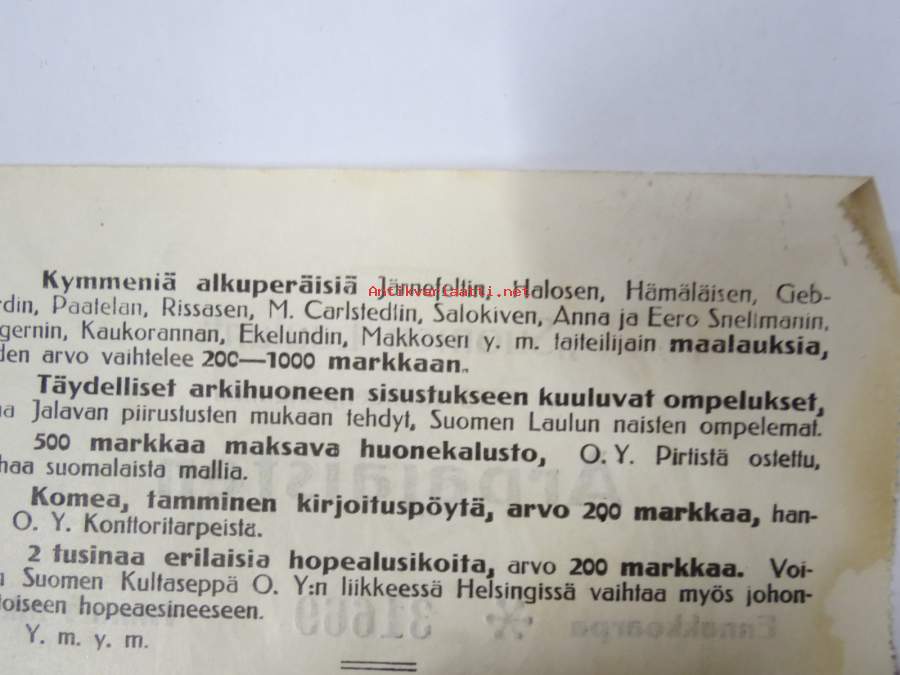 Kymmeniä alkuperäisiä Järnefeltin, Halosen, Hämäläisen, Geb-
rdin, Paatelan, Rissasen, M. Carlstedtin, Salokiven, Anna ja Eero Snellmanin,
gernin, Kaukorannan, Ekelundin, Makkosen y. m. taiteilijain maalauksia,
den arvo vaihtelee 200—1000 markkaan.
Täydelliset arkihuoneen sisustukseen kuuluvat ompelukset,
a Jalavan piirustusten mukaan tehdyt, Suomen Laulun naisten ompelemat.
500 markkaa maksava huonekalusto, O. Y. Pirtistä ostettu,
haa suomalaista mallia.
Komea, tamminen kirjoituspöytä, arvo 200 markkaa, han-
O. Y. Konttoritarpeista.
2 tusinaa erilaisia hopealusikoita, arvo 200 markkaa. Voi-
n Suomen Kultaseppä O. Y:n liikkeessä Helsingissä vaihtaa myös johon-
toiseen hopeaesineeseen.
Y. m. y. m.
Antikvariaatti.net
Arpajaiset
Ennakkoarpa * 31669